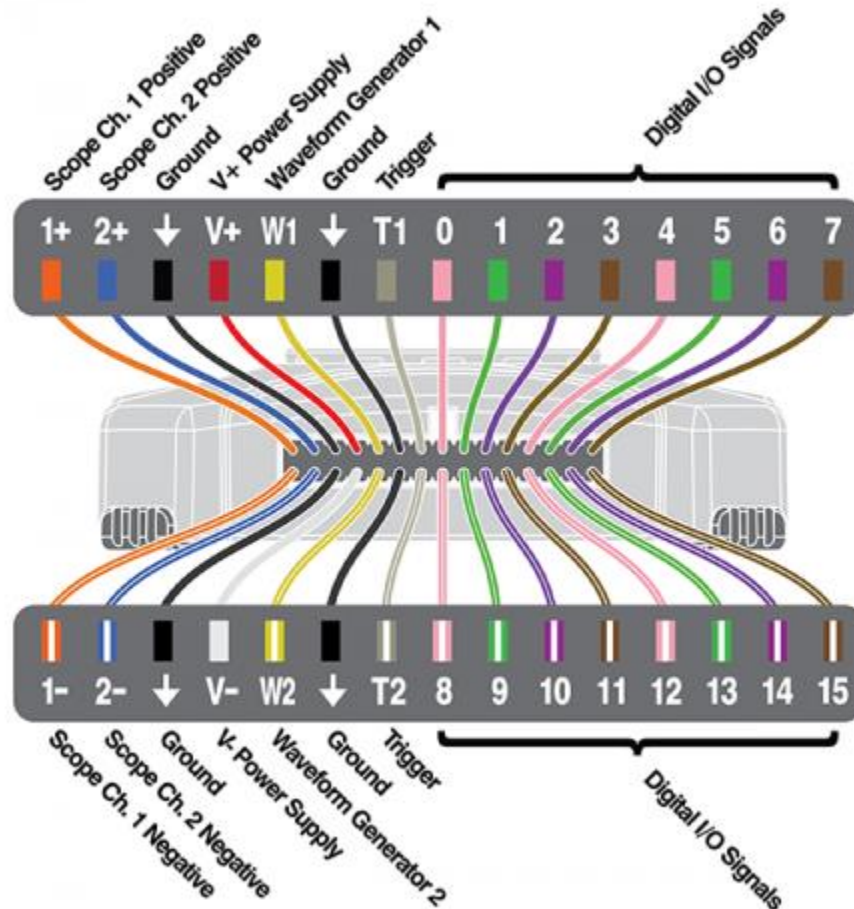 Scope Ch. 1 Positive
Scope Ch. 2 Positive
Ground
V+ Power Supply
Waveform Generator 1
Ground
Trigger
Digital I/O Signals
1+ 2+ ↓ V+ W1 ↓ T1 0 1 2 3 4 5 6 7
1- 2- ↓ V- W2 ↓ T2 8 9 10 11 12 13 14 15
Scope Ch. 1 Negative
Scope Ch. 2 Negative
Ground
V- Power Supply
Waveform Generator 2
Ground
Trigger
Digital I/O Signals